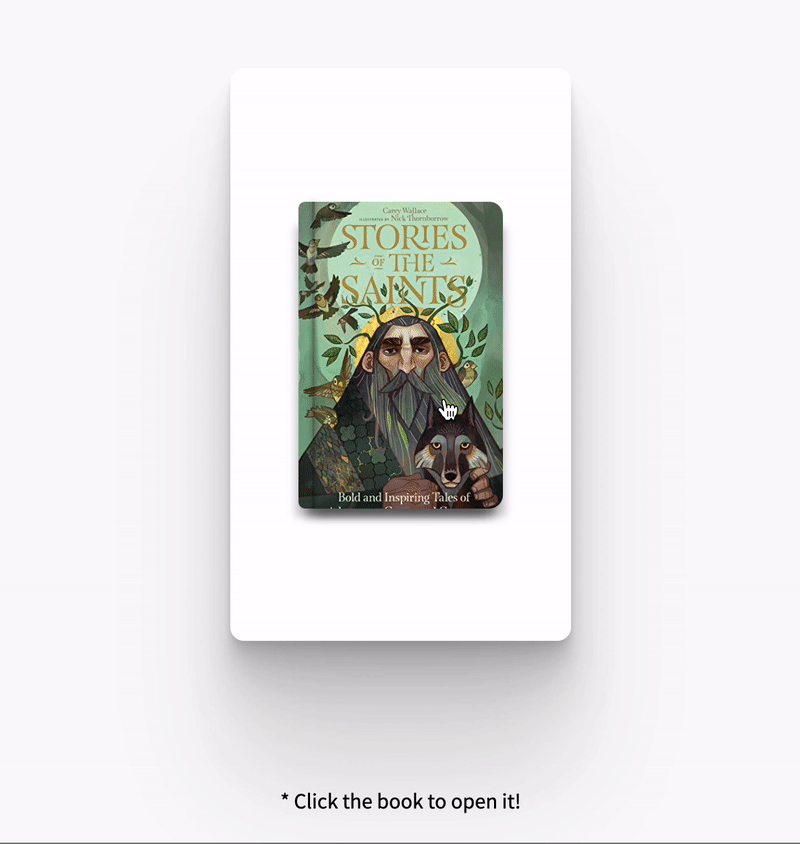 Carey Wallace
ILLUSTRATED BY Nick Thornborrow
STORIES
OF THE
SAINTS
Bold and Inspiring Tales of
* Click the book to open it!